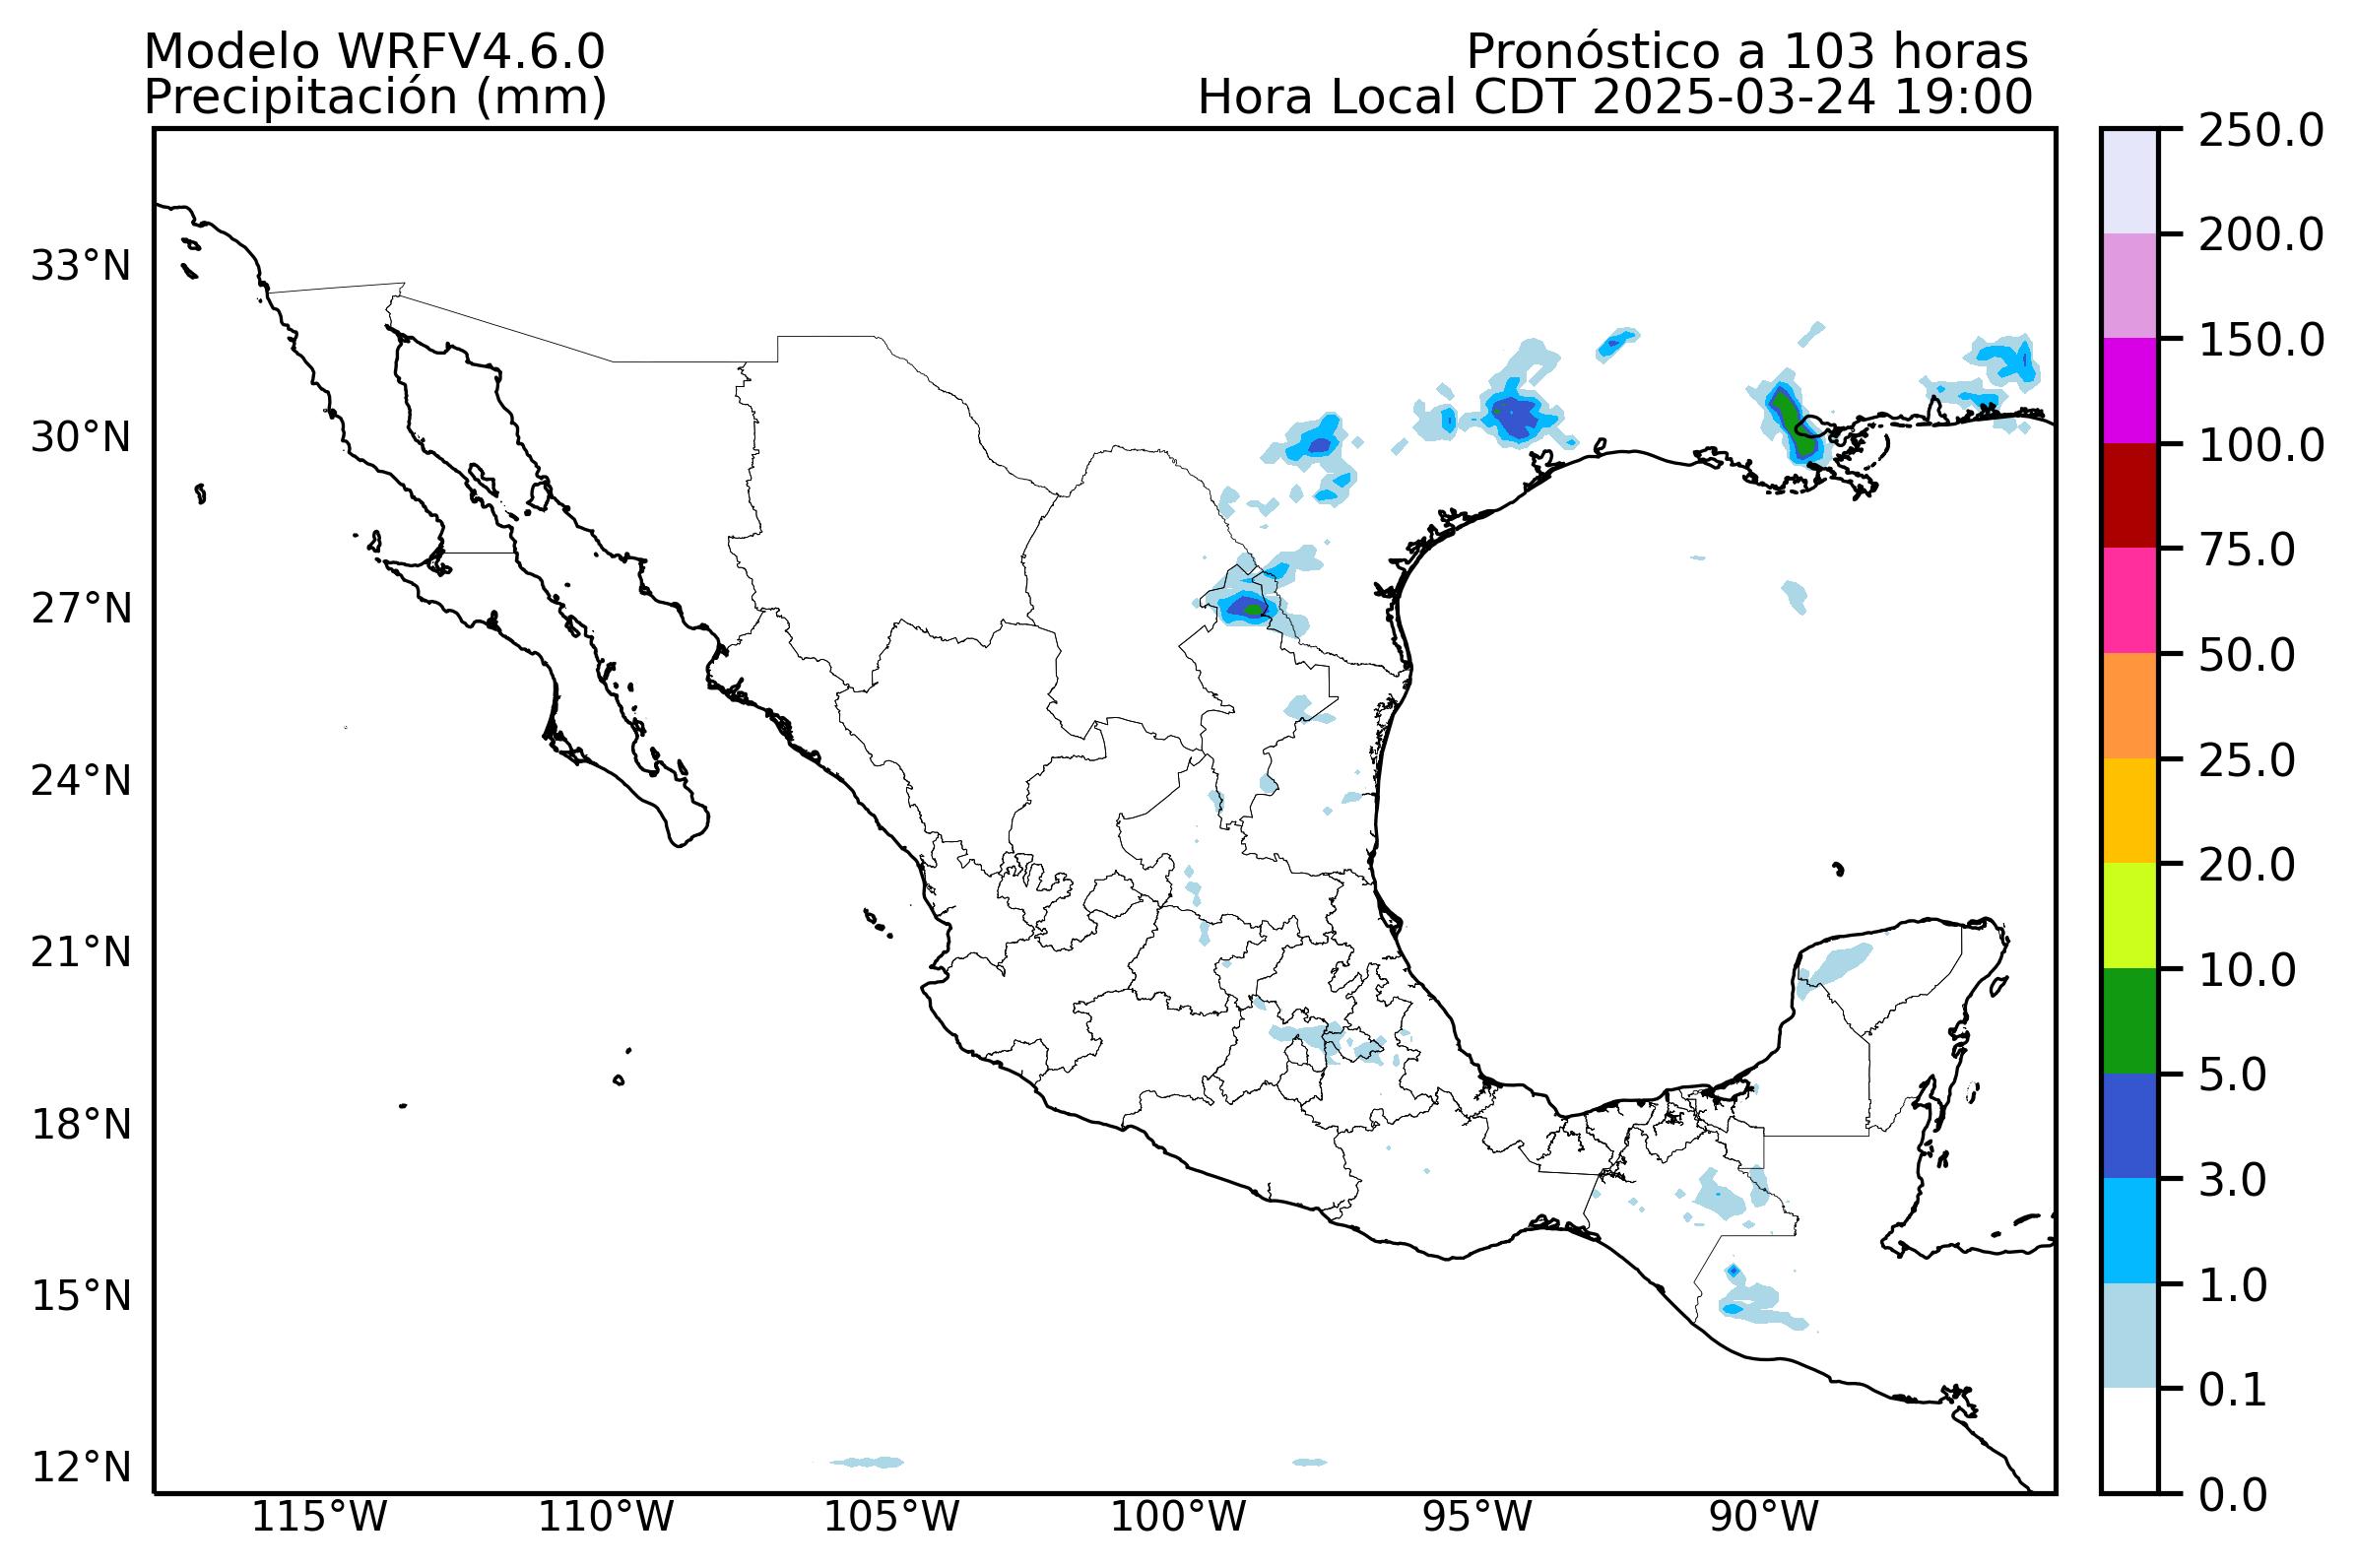 Modelo WRFV4.6.0
Precipitación (mm)
Pronóstico a 103 horas
Hora Local CDT 2025-03-24 19:00
33°N
30°N
27°N
24°N
21°N
18°N
15°N
12°N
115°W
110°W
105°W
100°W
95°W
90°W
250.0
200.0
150.0
100.0
75.0
50.0
25.0
20.0
10.0
5.0
3.0
1.0
0.1
0.0